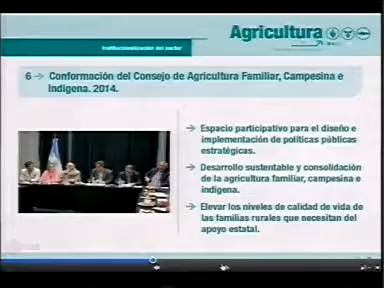 Agricultura
Institucionalización del sector
6 → Conformación del Consejo de Agricultura Familiar, Campesina e
Indígena. 2014.
→ Espacio participativo para el diseño e
implementación de políticas públicas
estratégicas.
→ Desarrollo sustentable y consolidación
de la agricultura familiar, campesina e
indígena.
→ Elevar los niveles de calidad de vida de
las familias rurales que necesitan del
apoyo estatal.